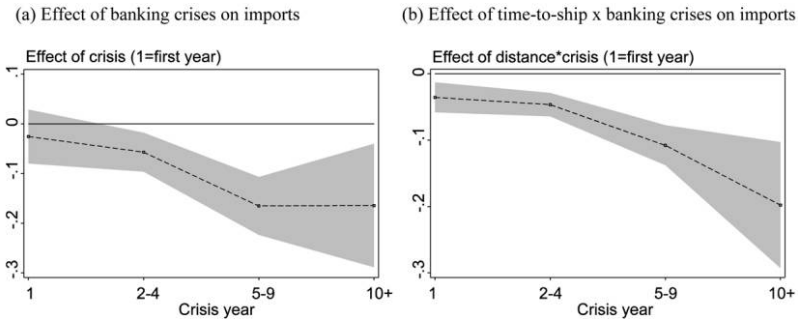 (a) Effect of banking crises on imports
(b) Effect of time-to-ship x banking crises on imports
Effect of crisis (1=first year)
.1
0
-.1
-.2
-.3
1
2-4
5-9
10+
Crisis year
Effect of distance*crisis (1=first year)
0
-.1
-.2
-.3
1
2-4
5-9
10+
Crisis year